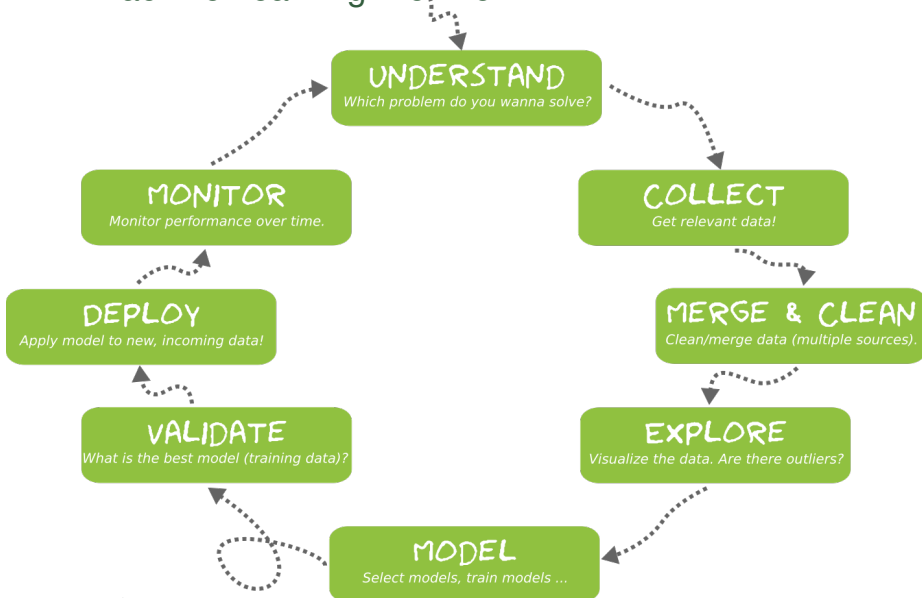 UNDERSTAND
Which problem do you wanna solve?
MONITOR
Monitor performance over time.
COLLECT
Get relevant data!
DEPLOY
Apply model to new, incoming data!
MERGE & CLEAN
Clean/merge data (multiple sources).
VALIDATE
What is the best model (training data)?
EXPLORE
Visualize the data. Are there outliers?
MODEL
Select models, train models ...